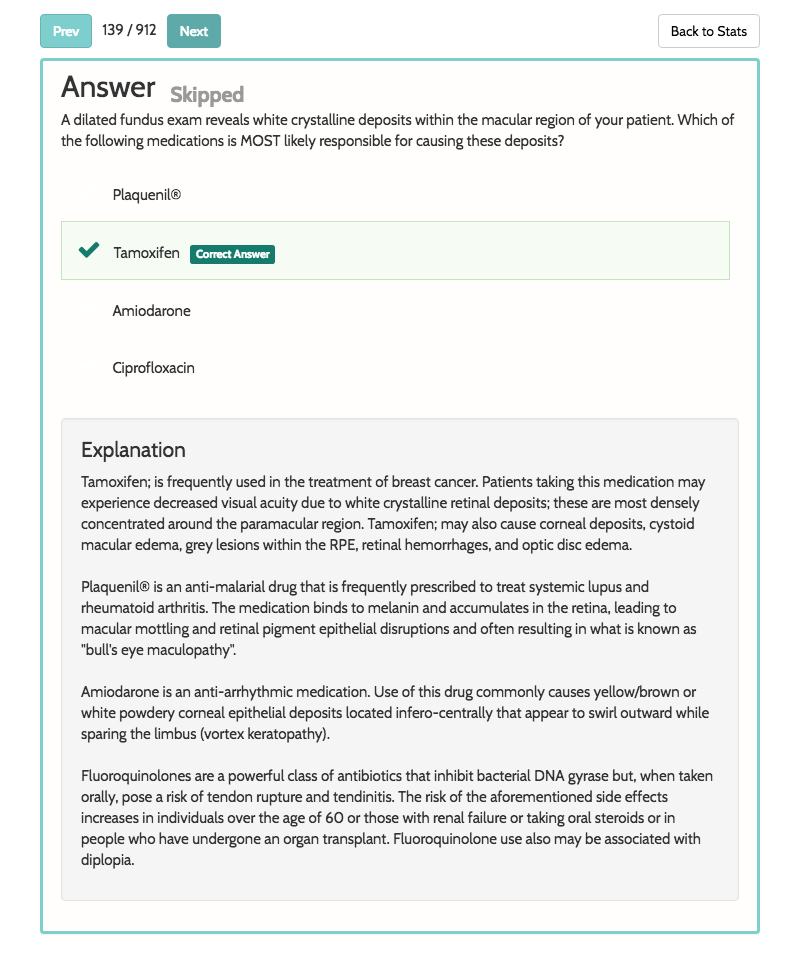 Prev 139 / 912 Next Back to Stats
Answer Skipped
A dilated fundus exam reveals white crystalline deposits within the macular region of your patient. Which of
the following medications is MOST likely responsible for causing these deposits?
Plaquenil®
Tamoxifen Correct Answer
Amiodarone
Ciprofloxacin
Explanation
Tamoxifen; is frequently used in the treatment of breast cancer. Patients taking this medication may
experience decreased visual acuity due to white crystalline retinal deposits; these are most densely
concentrated around the paramacular region. Tamoxifen; may also cause corneal deposits, cystoid
macular edema, grey lesions within the RPE, retinal hemorrhages, and optic disc edema.
Plaquenil® is an anti-malarial drug that is frequently prescribed to treat systemic lupus and
rheumatoid arthritis. The medication binds to melanin and accumulates in the retina, leading to
macular mottling and retinal pigment epithelial disruptions and often resulting in what is known as
"bull's eye maculopathy".
Amiodarone is an anti-arrhythmic medication. Use of this drug commonly causes yellow/brown or
white powdery corneal epithelial deposits located infero-centrally that appear to swirl outward while
sparing the limbus (vortex keratopathy).
Fluoroquinolones are a powerful class of antibiotics that inhibit bacterial DNA gyrase but, when taken
orally, pose a risk of tendon rupture and tendinitis. The risk of the aforementioned side effects
increases in individuals over the age of 60 or those with renal failure or taking oral steroids or in
people who have undergone an organ transplant. Fluoroquinolone use also may be associated with
diplopia.